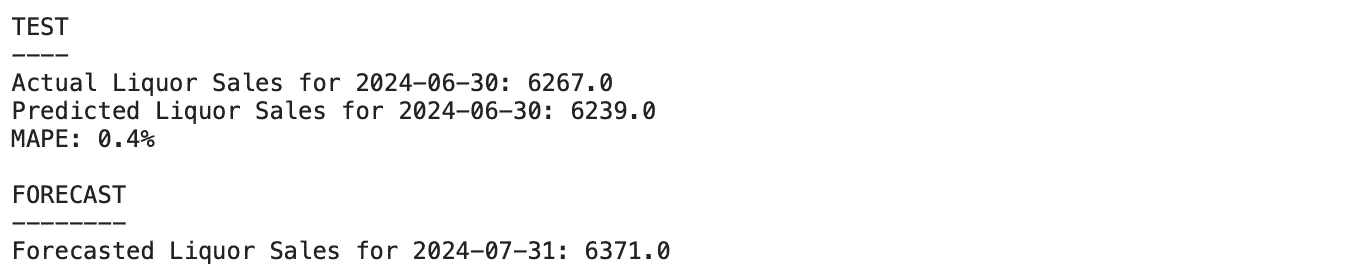 TEST
----
Actual Liquor Sales for 2024-06-30: 6267.0
Predicted Liquor Sales for 2024-06-30: 6239.0
MAPE: 0.4%
FORECAST
--------
Forecasted Liquor Sales for 2024-07-31: 6371.0